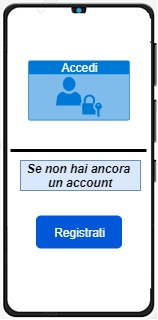 Accedi
Se non hai ancora
un account
Registrati